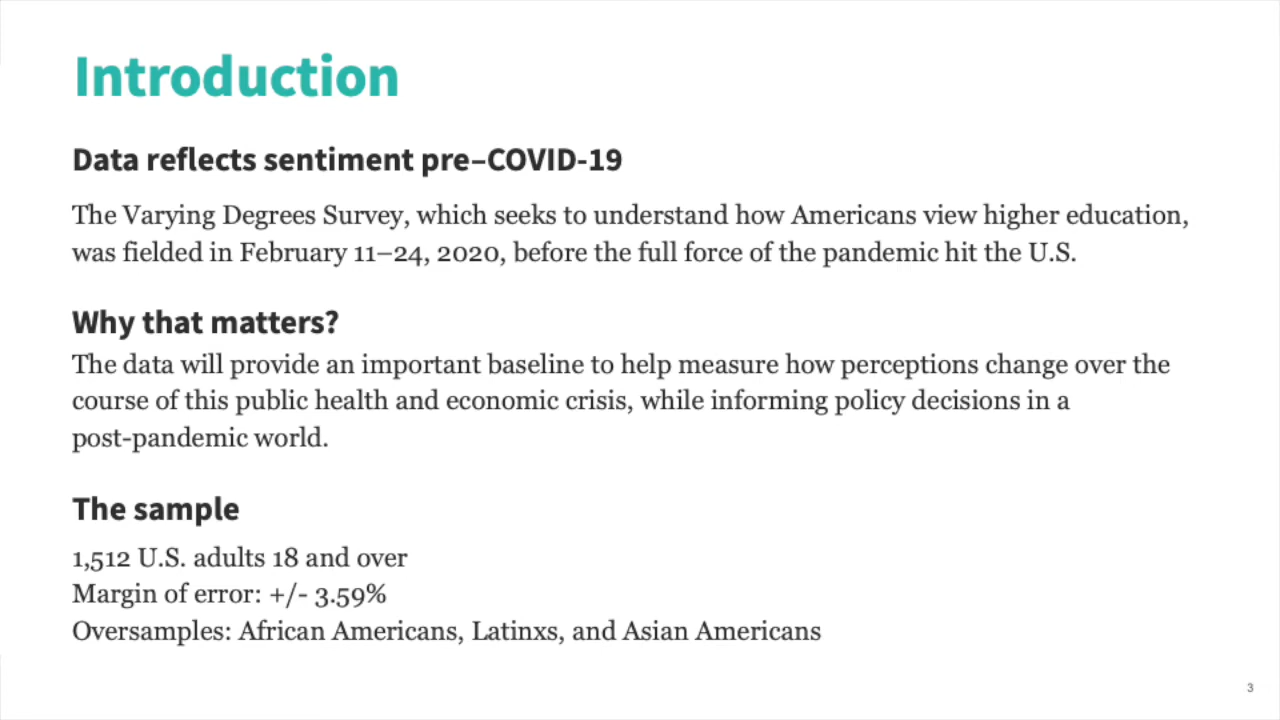 Introduction
Data reflects sentiment pre–COVID-19
The Varying Degrees Survey, which seeks to understand how Americans view higher education,
was fielded in February 11–24, 2020, before the full force of the pandemic hit the U.S.
Why that matters?
The data will provide an important baseline to help measure how perceptions change over the
course of this public health and economic crisis, while informing policy decisions in a
post-pandemic world.
The sample
1,512 U.S. adults 18 and over
Margin of error: +/- 3.59%
Oversamples: African Americans, Latinxs, and Asian Americans
3